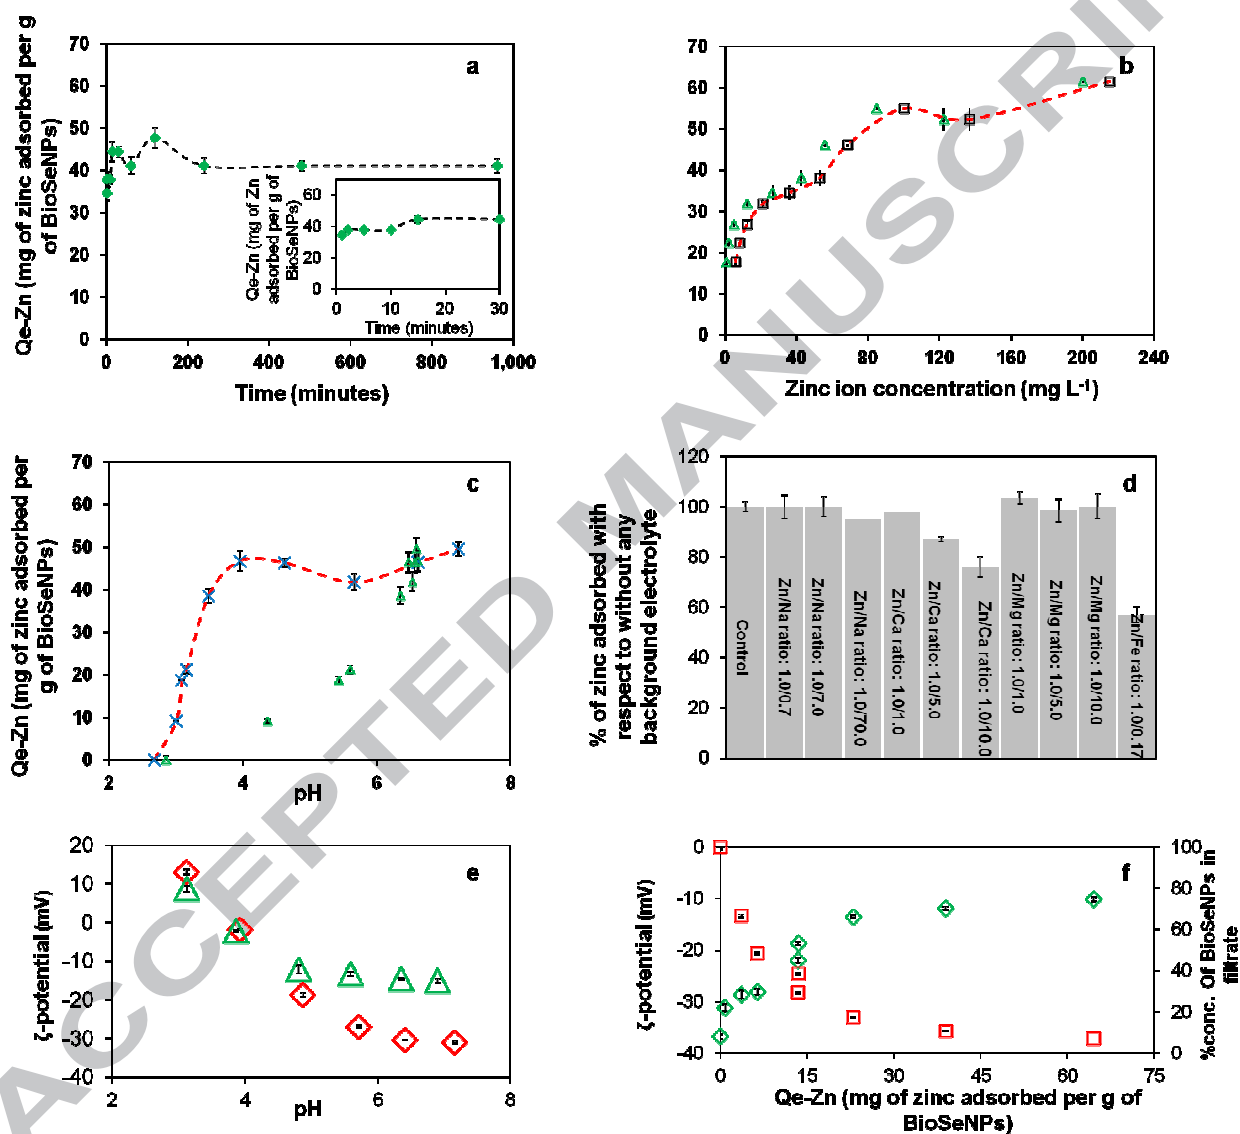 ACCEPTED MANUSCRIP
a
Qe-Zn (mg of zinc adsorbed per g
of BioSeNPs)
70
60
50
40
30
20
10
0
0
200
400
600
800
1,000
Time (minutes)
Qe-Zn (mg of Zn
adsorbed per g of
BioSeNPs)
60
40
20
0
0
10
20
30
Time (minutes)
b
70
60
50
40
30
20
10
0
0
40
80
120
160
200
240
Zinc ion concentration (mg L-1)
c
Qe-Zn (mg of zinc adsorbed per
g of BioSeNPs)
70
60
50
40
30
20
10
0
2
4
6
8
pH
d
% of zinc adsorbed with
respect to without any
background electrolyte
120
100
80
60
40
20
0
Control
Zn/Na ratio: 1.0/0.7
Zn/Na ratio: 1.0/7.0
Zn/Na ratio: 1.0/70.0
Zn/Ca ratio: 1.0/1.0
Zn/Ca ratio: 1.0/5.0
Zn/Ca ratio: 1.0/10.0
Zn/Mg ratio: 1.0/1.0
Zn/Mg ratio: 1.0/5.0
Zn/Mg ratio: 1.0/10.0
Zn/Fe ratio: 1.0/0.17
e
ζ-potential (mV)
20
10
0
–10
–20
–30
–40
2
4
6
8
pH
f
ζ-potential (mV)
0
-10
-20
-30
-40
0
15
30
45
60
75
Qe-Zn (mg of zinc adsorbed per g of
BioSeNPs)
100
80
60
40
20
0
%conc. Of BioSeNPs in
filtrate